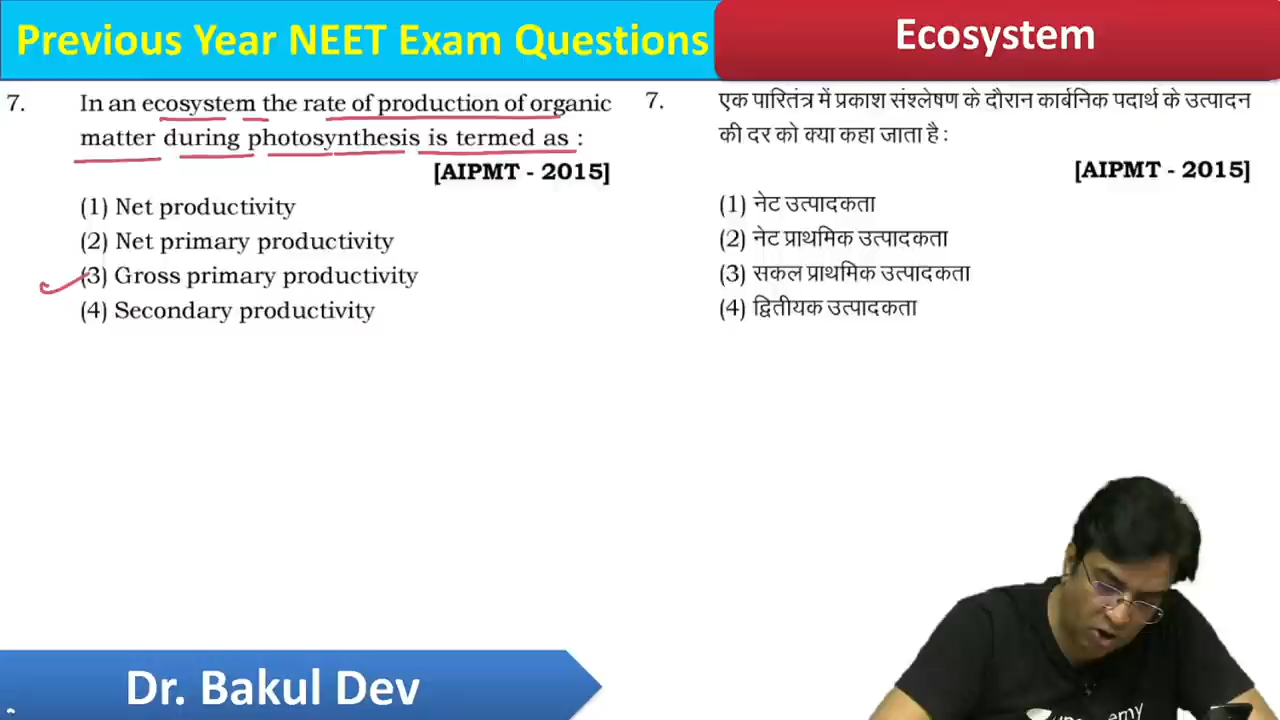 Previous Year NEET Exam Questions
Ecosystem
7. In an ecosystem the rate of production of organic
matter during photosynthesis is termed as :
[AIPMT - 2015]
(1) Net productivity
(2) Net primary productivity
(3) Gross primary productivity
(4) Secondary productivity
7. एक पारितंत्र में प्रकाश संश्लेषण के दौरान कार्बनिक पदार्थ के उत्पादन
की दर को क्या कहा जाता है :
[AIPMT - 2015]
(1) नेट उत्पादकता
(2) नेट प्राथमिक उत्पादकता
(3) सकल प्राथमिक उत्पादकता
(4) द्वितीयक उत्पादकता
Dr. Bakul Dev